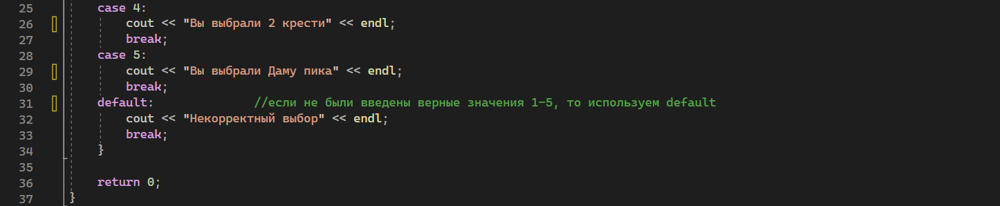 25 case 4:
26 cout << "Вы выбрали 2 крести" << endl;
27 break;
28 case 5:
29 cout << "Вы выбрали Даму пика" << endl;
30 break;
31 default: //если не были введены верные значения 1-5, то используем default
32 cout << "Некорректный выбор" << endl;
33 break;
34 }
35
36 return 0;
37 }